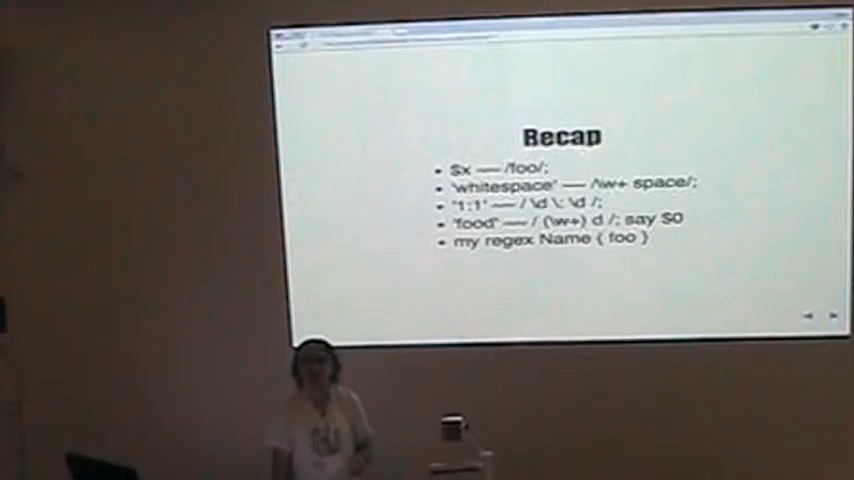 Recap
• $x ~~ /foo/;
• 'whitespace' ~~ /\w+ space/;
• '1:1' ~~ / \d \: \d /;
• 'food' ~~ / (\w+) d /; say $0
• my regex Name { foo }